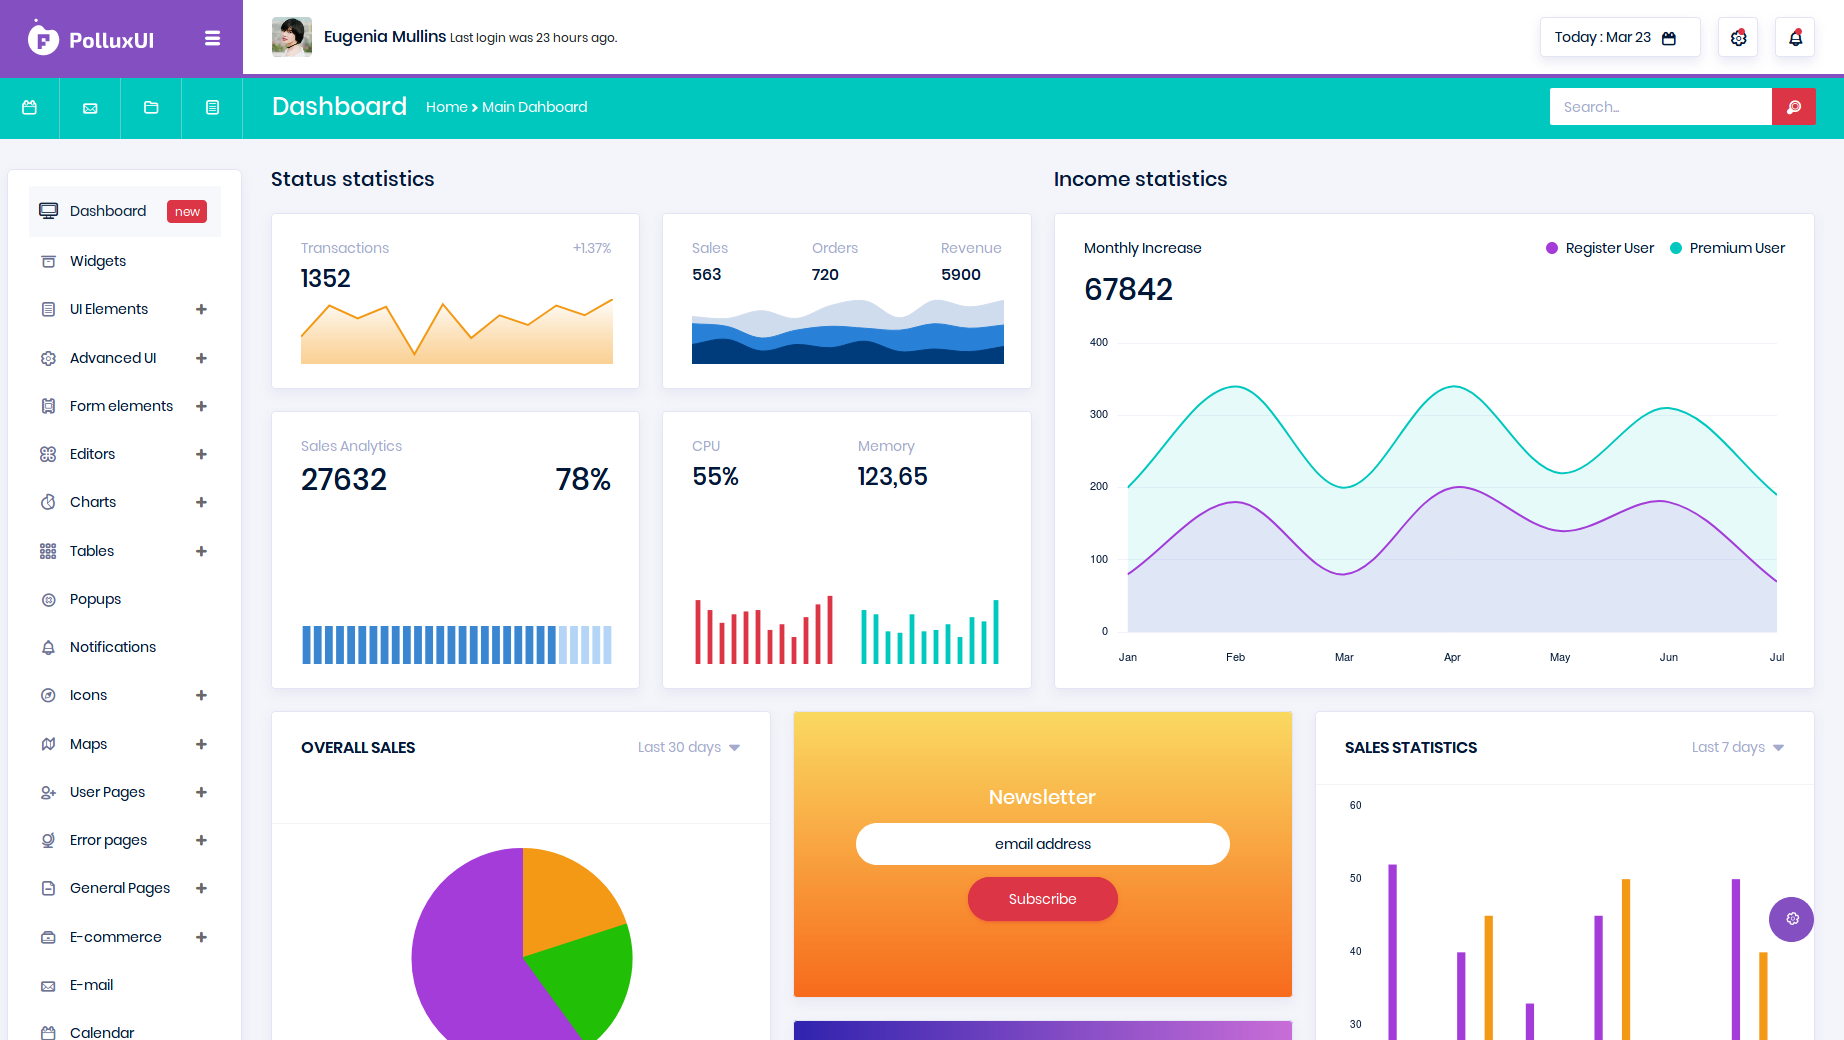 PolluxUI
Eugenia Mullins Last login was 23 hours ago.
Today : Mar 23
Dashboard
Home
Main Dahboard
Search...
Dashboard
new
Widgets
UI Elements
Advanced UI
Form elements
Editors
Charts
Tables
Popups
Notifications
Icons
Maps
User Pages
Error pages
General Pages
E-commerce
E-mail
Calendar
Status statistics
Transactions +1.37%
1352
Sales Orders Revenue
563 720 5900
Sales Analytics
27632 78%
CPU Memory
55% 123,65
Income statistics
Monthly Increase
Register User Premium User
67842
400
300
200
100
0
Jan Feb Mar Apr May Jun Jul
OVERALL SALES
Last 30 days
Newsletter
email address
Subscribe
SALES STATISTICS
Last 7 days
60
50
40
30